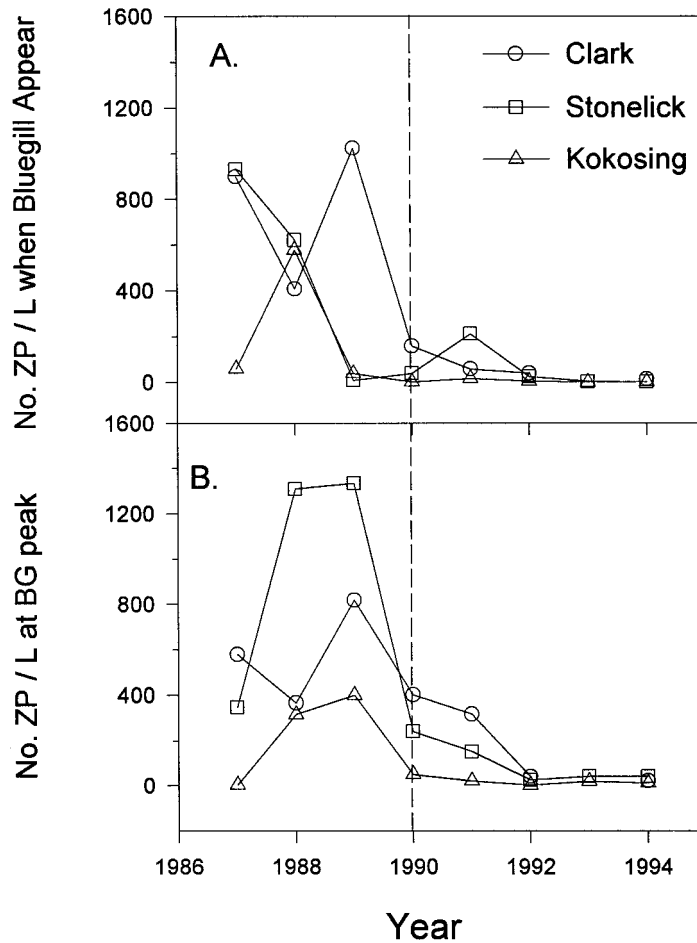 1600
A.
Clark
1200
Stonelick
Kokosing
800
400
0
No. ZP / L when Bluegill Appear
1600
B.
1200
800
400
0
No. ZP / L at BG peak
1986 1988 1990 1992 1994
Year